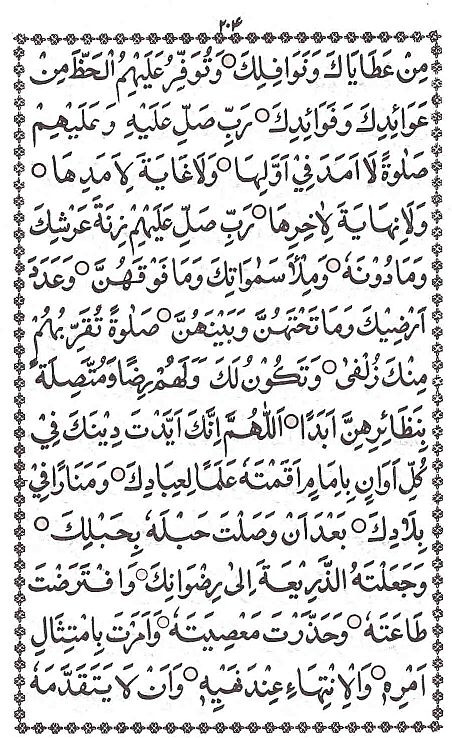 ۲۰۴
مِنْ عَطَايَاكَ وَنَوَافِلِكَ ○ وَتُوَفِّرُ عَلَيْهِمُ الْحَظَّ مِنْ
عَوَائِدِكَ وَفَوَائِدِكَ ○ رَبِّ صَلِّ عَلَيْهِ وَعَلَيْهِمْ
صَلٰوةً لَا اَمَدَ فِيْ اَوَّلِهَا ○ وَلَا غَايَةَ لِاَمَدِهَا ○
وَلَا نِهَايَةَ لِاٰخِرِهَا ○ رَبِّ صَلِّ عَلَيْهِمْ زِنَةَ عَرْشِكَ
وَمَا دُوْنَهٗ ○ وَمِلْاَ سَمٰوَاتِكَ وَمَا فَوْقَهُنَّ ○ وَعَدَدَ
اَرَضِيْكَ وَمَا تَحْتَهُنَّ وَبَيْنَهُنَّ ○ صَلٰوةً تُقَرِّبُهُمْ
مِنْكَ زُلْفٰى ○ وَتَكُوْنُ لَكَ وَلَهُمْ رِضًا وَمُتَّصِلَةً
بِنَظَائِرِهِنَّ اَبَدًا ○ اَللّٰهُمَّ اِنَّكَ اَيَّدْتَ دِيْنَكَ فِيْ
كُلِّ اَوَانٍ بِاِمَامٍ اَقَمْتَهٗ عَلَمًا لِعِبَادِكَ ○ وَمَنَارًا فِيْ
بِلَادِكَ ○ بَعْدَ اَنْ وَصَلْتَ حَبْلَهٗ بِحَبْلِكَ ○
وَجَعَلْتَهُ الذَّرِيْعَةَ اِلٰى رِضْوَانِكَ ○ وَافْتَرَضْتَ
طَاعَتَهٗ ○ وَحَذَّرْتَ مَعْصِيَتَهٗ ○ وَاَمَرْتَ بِامْتِثَالِ
اَمْرِهٖ ○ وَالْاِنْتِهَاءِ عِنْدَ نَهْيِهٖ ○ وَاَنْ لَا يَتَقَدَّمَهٗ